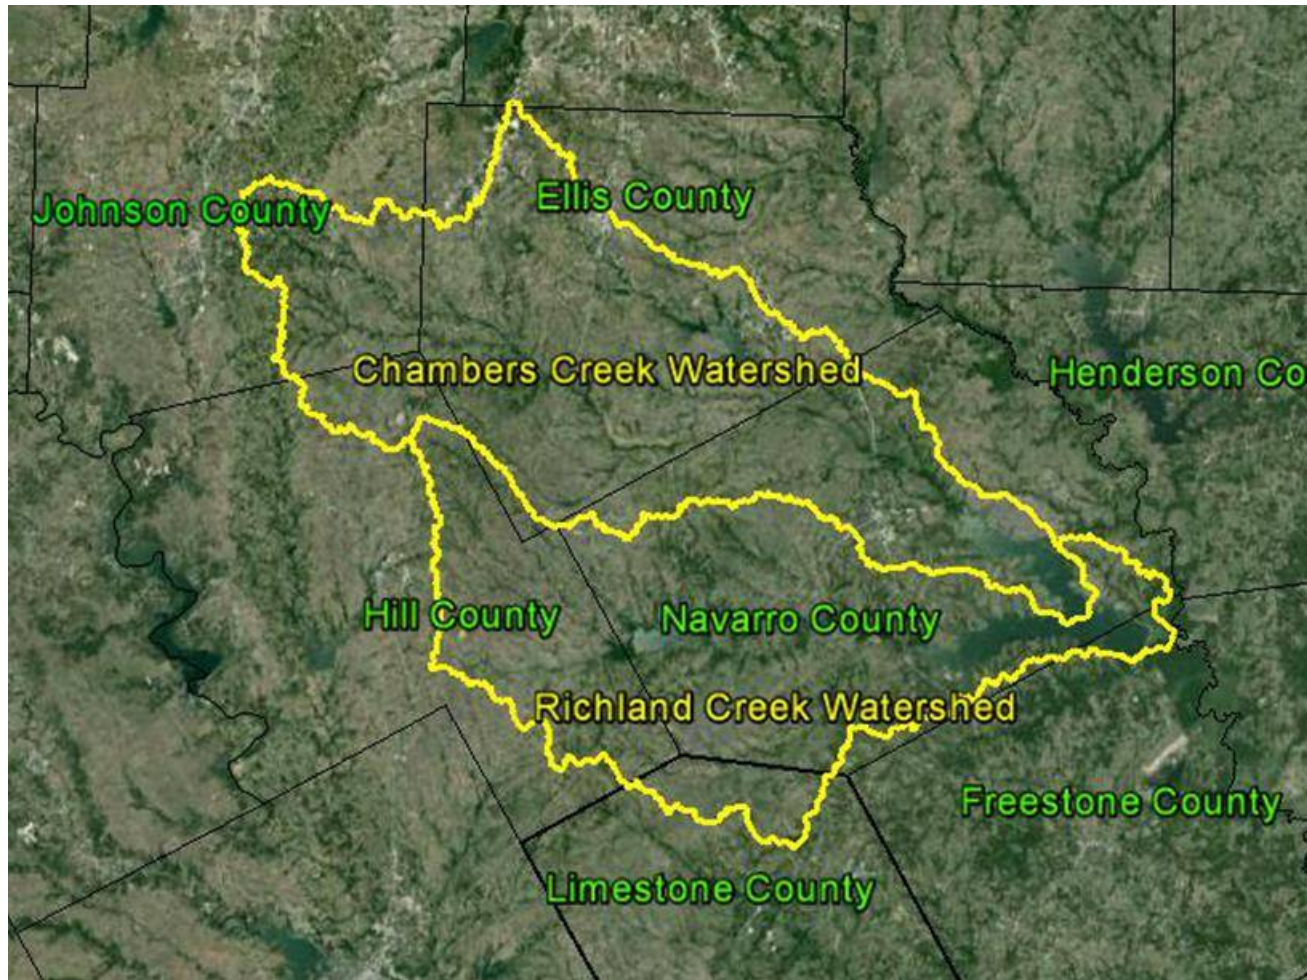 Ellis County
Johnson County
Chambers Creek Watershed
Henderson Co
Hill County
Navarro County
Richland Creek Watershed
Freestone County
Limestone County